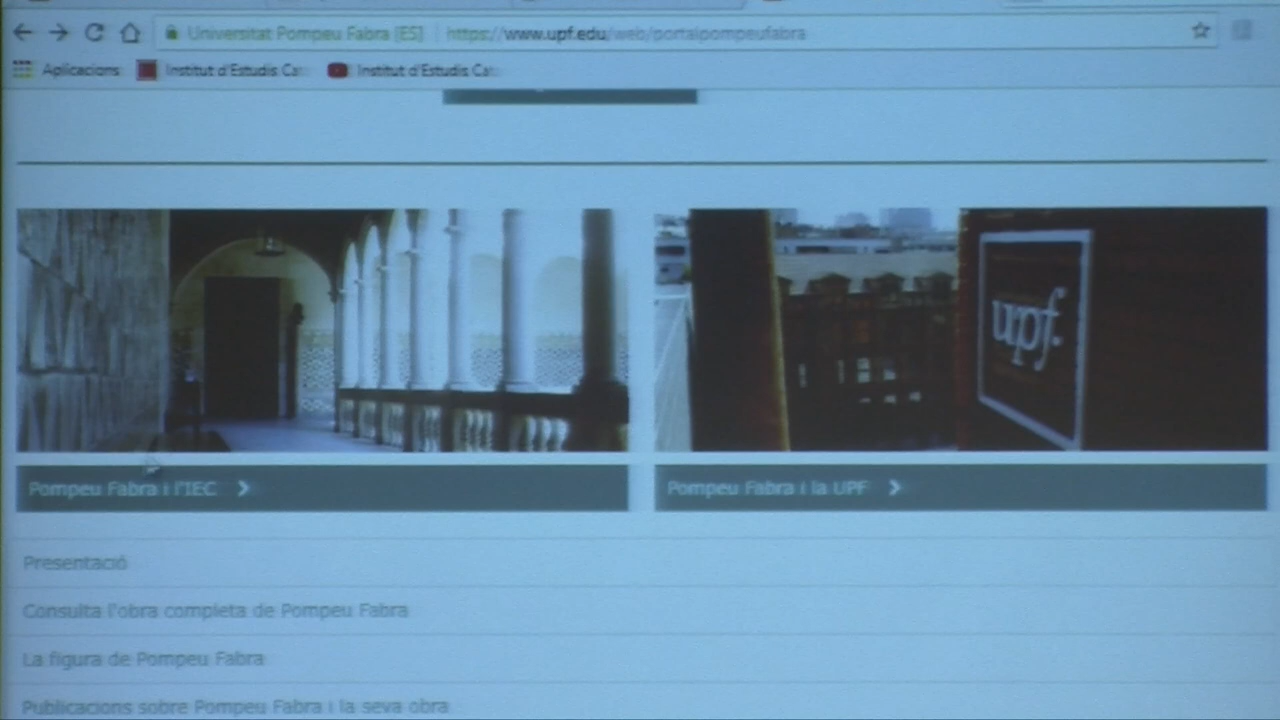 Universitat Pompeu Fabra [ES] https://www.upf.edu/web/portalpompeufabra
Aplicacions Institut d'Estudis Cat Institut d'Estudis Cat
upf.
Pompeu Fabra i l'IEC
Pompeu Fabra i la UPF
Presentació
Consulta l'obra completa de Pompeu Fabra
La figura de Pompeu Fabra
Publicacions sobre Pompeu Fabra i la seva obra